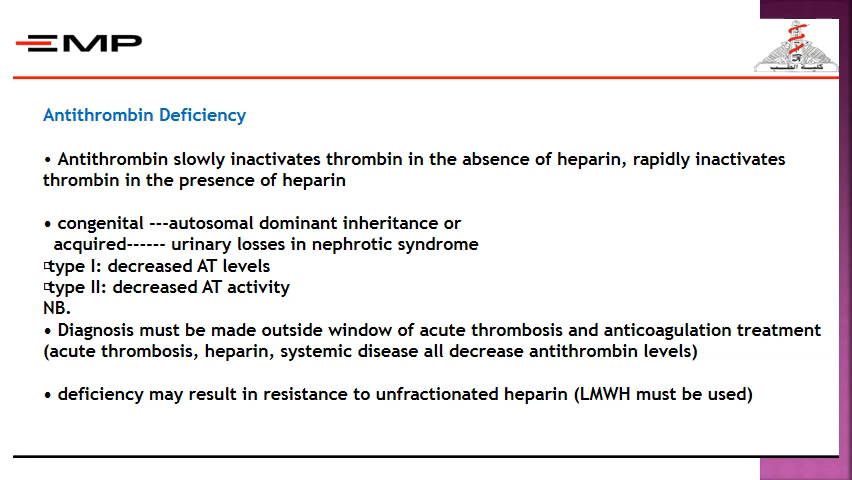 EMP
كلية الطب
Antithrombin Deficiency
• Antithrombin slowly inactivates thrombin in the absence of heparin, rapidly inactivates
thrombin in the presence of heparin
• congenital ---autosomal dominant inheritance or
acquired------ urinary losses in nephrotic syndrome
type I: decreased AT levels
type II: decreased AT activity
NB.
• Diagnosis must be made outside window of acute thrombosis and anticoagulation treatment
(acute thrombosis, heparin, systemic disease all decrease antithrombin levels)
• deficiency may result in resistance to unfractionated heparin (LMWH must be used)